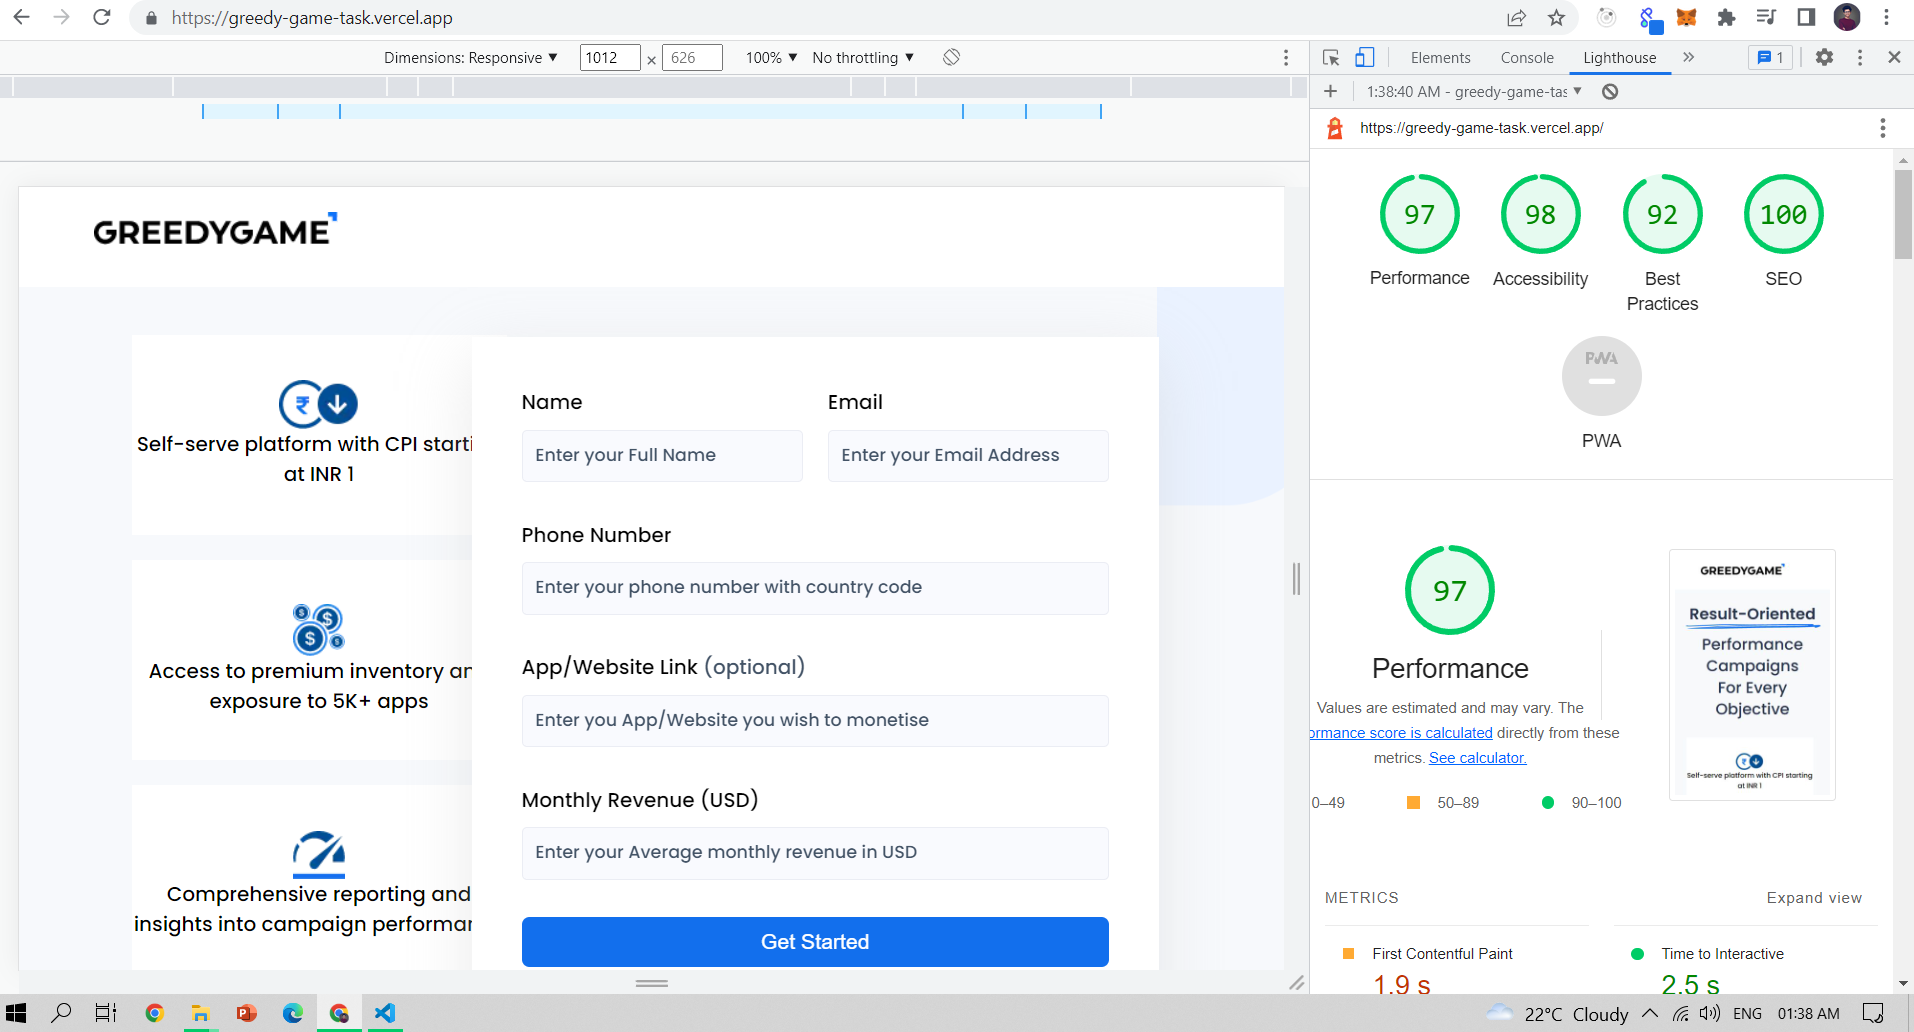 https://greedy-game-task.vercel.app
Dimensions: Responsive ▼ 1012 × 626 100% ▼ No throttling ▼
Elements Console Lighthouse » 1
1:38:40 AM - greedy-game-tas ▼
https://greedy-game-task.vercel.app/
GREEDYGAME
Self-serve platform with CPI starti
at INR 1
Access to premium inventory an
exposure to 5K+ apps
Comprehensive reporting and
insights into campaign performan
Name Email
Enter your Full Name Enter your Email Address
Phone Number
Enter your phone number with country code
App/Website Link (optional)
Enter you App/Website you wish to monetise
Monthly Revenue (USD)
Enter your Average monthly revenue in USD
Get Started
97 98 92 100
Performance Accessibility Best Practices SEO
PWA
PWA
97
Performance
Values are estimated and may vary. The
ormance score is calculated directly from these
metrics. See calculator.
0–49 50–89 90–100
GREEDYGAME
Result-Oriented
Performance
Campaigns
For Every
Objective
Self-serve platform with CPI starting
at INR 1
METRICS Expand view
First Contentful Paint Time to Interactive
1.9 s 2.5 s
22°C Cloudy ENG 01:38 AM